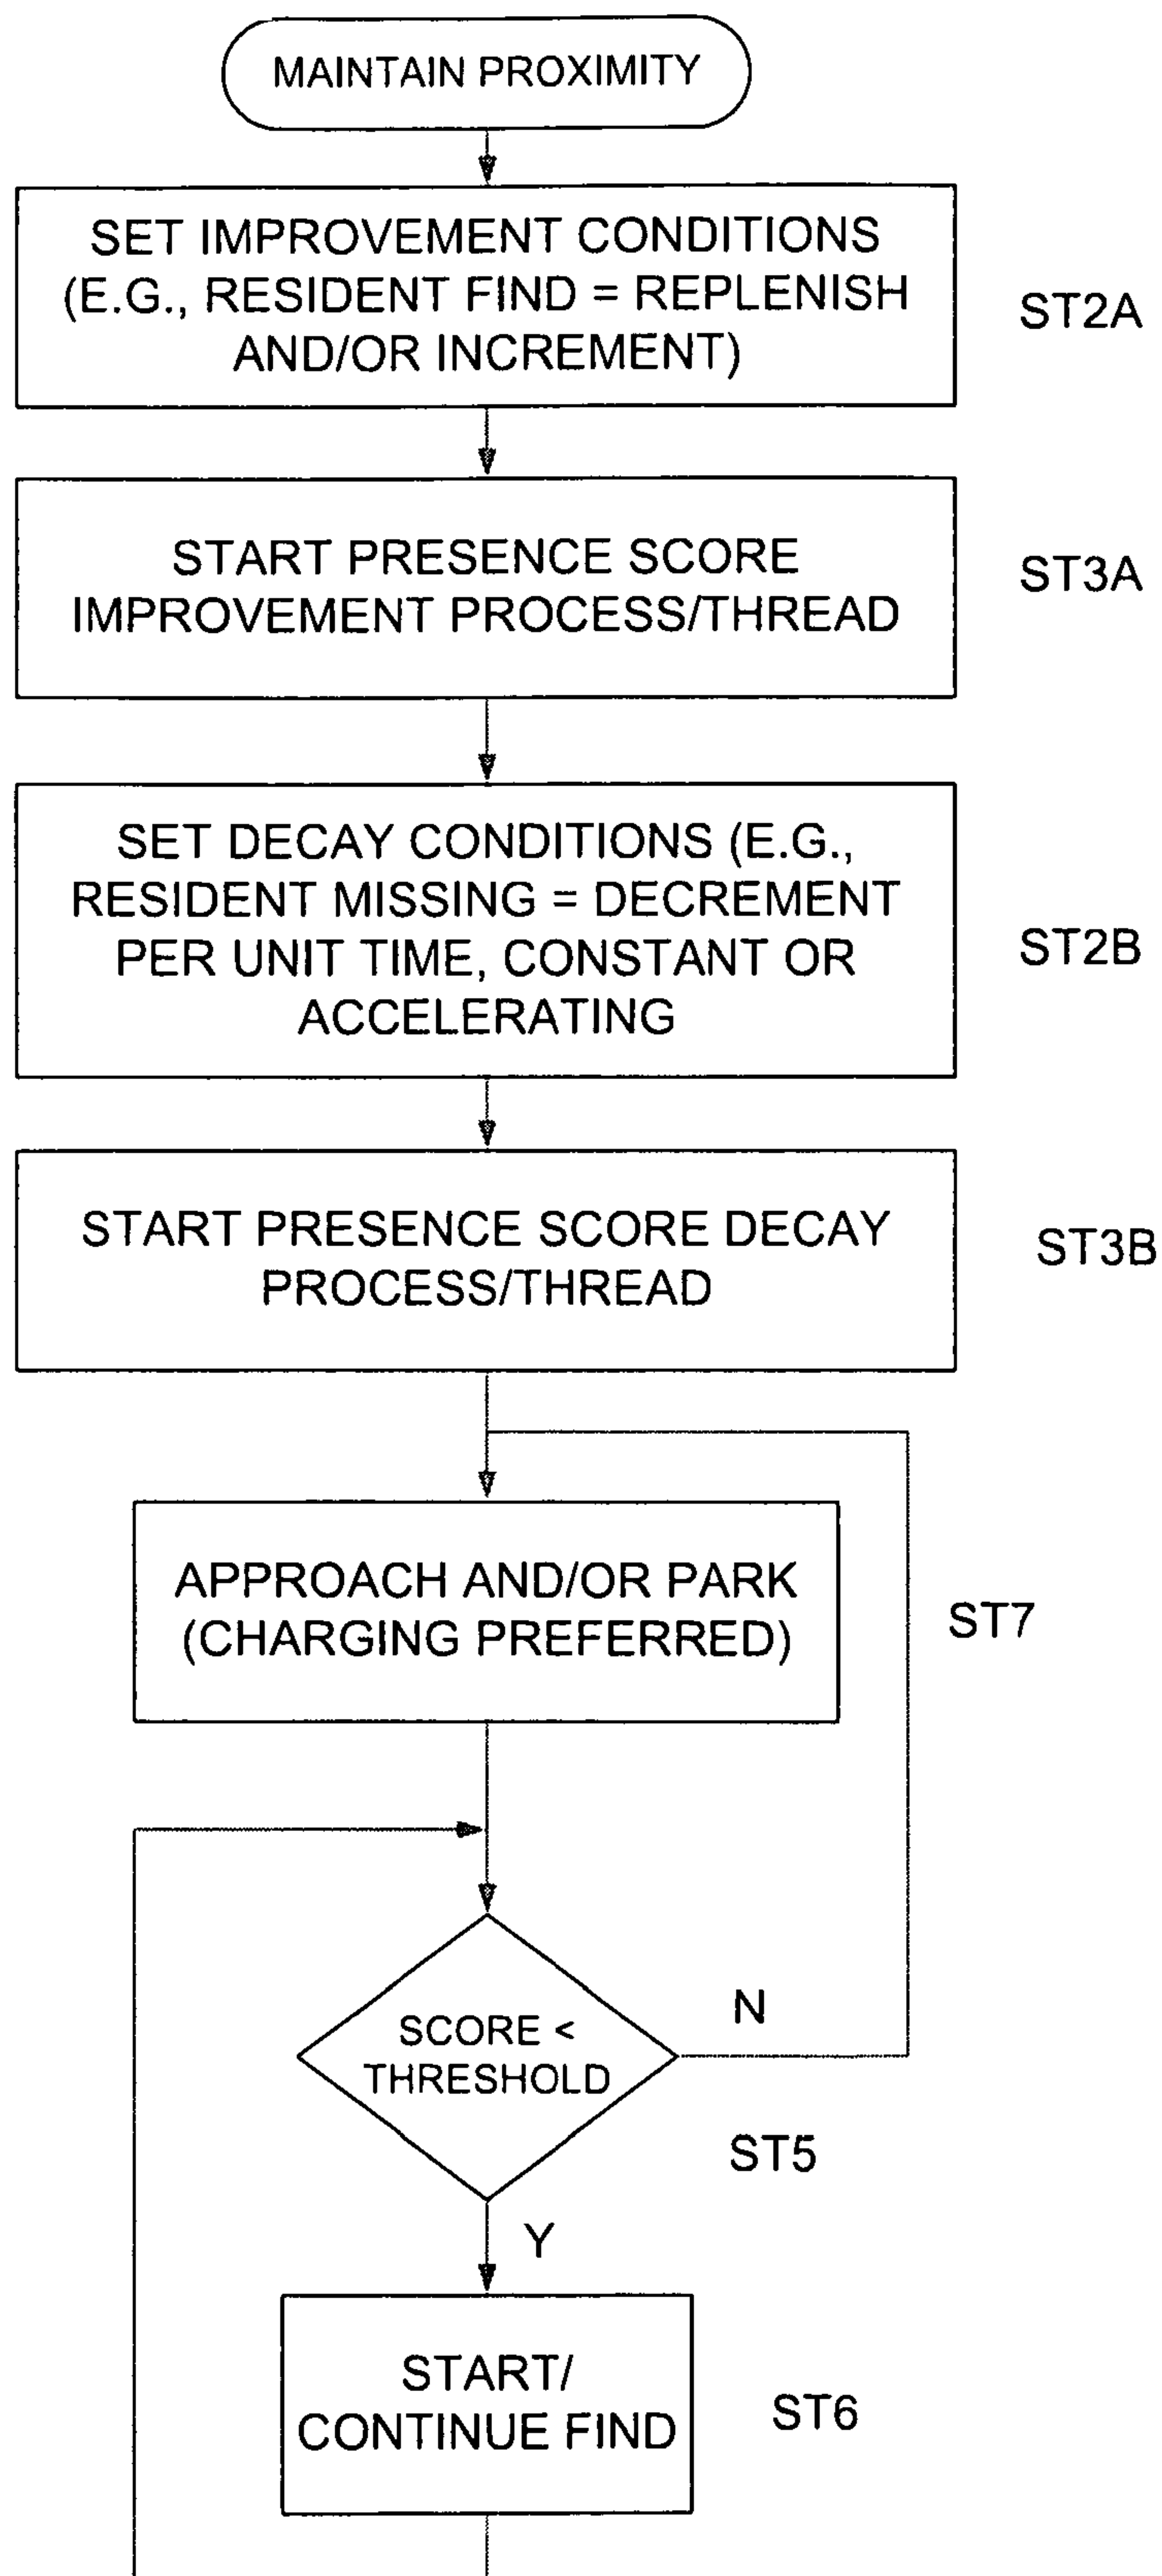 MAINTAIN PROXIMITY
SET IMPROVEMENT CONDITIONS
(E.G., RESIDENT FIND = REPLENISH
AND/OR INCREMENT)
ST2A
START PRESENCE SCORE
IMPROVEMENT PROCESS/THREAD
ST3A
SET DECAY CONDITIONS (E.G.,
RESIDENT MISSING = DECREMENT
PER UNIT TIME, CONSTANT OR
ACCELERATING
ST2B
START PRESENCE SCORE DECAY
PROCESS/THREAD
ST3B
APPROACH AND/OR PARK
(CHARGING PREFERRED)
ST7
SCORE <
THRESHOLD
N
ST5
Y
START/
CONTINUE FIND
ST6